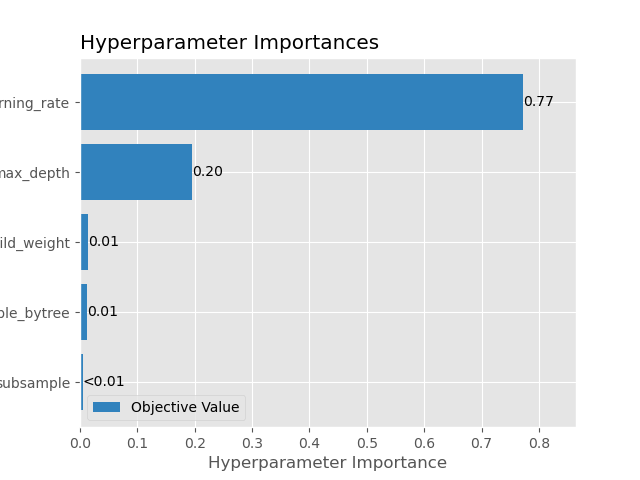 Hyperparameter Importances
rning_rate
0.77
max_depth
0.20
ild_weight
0.01
ple_bytree
0.01
subsample
<0.01
Objective Value
0.0 0.1 0.2 0.3 0.4 0.5 0.6 0.7 0.8
Hyperparameter Importance